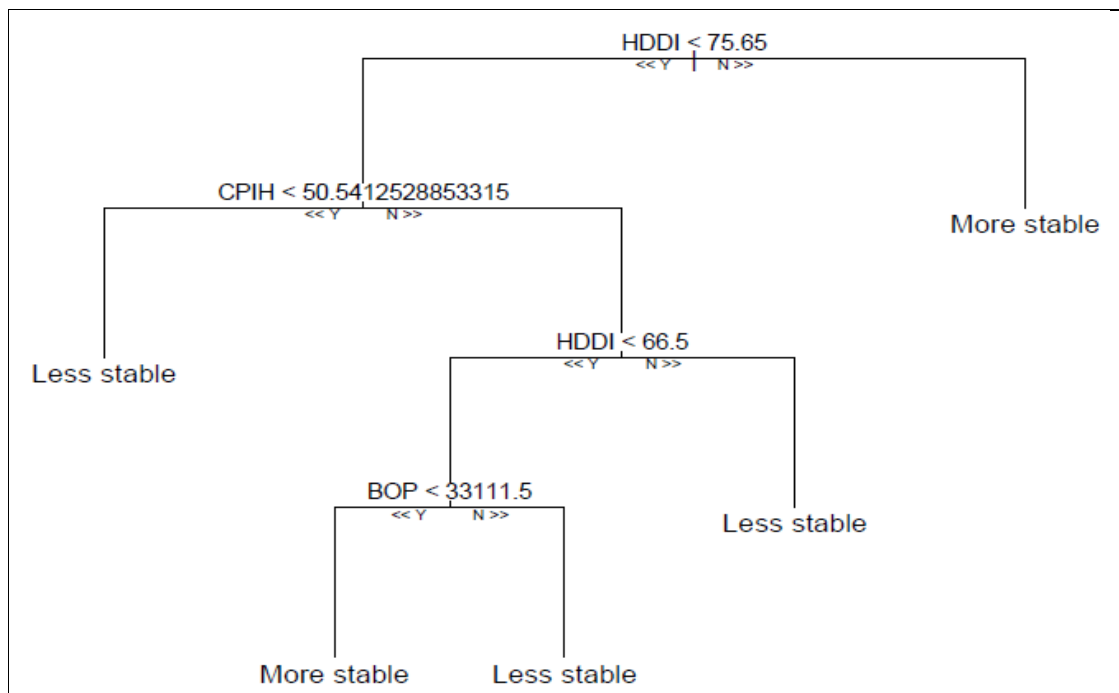 HDDI < 75.65
<< Y N >>
CPIH < 50.5412528853315
<< Y N >>
More stable
HDDI < 66.5
<< Y N >>
Less stable
BOP < 33111.5
<< Y N >>
Less stable
More stable
Less stable